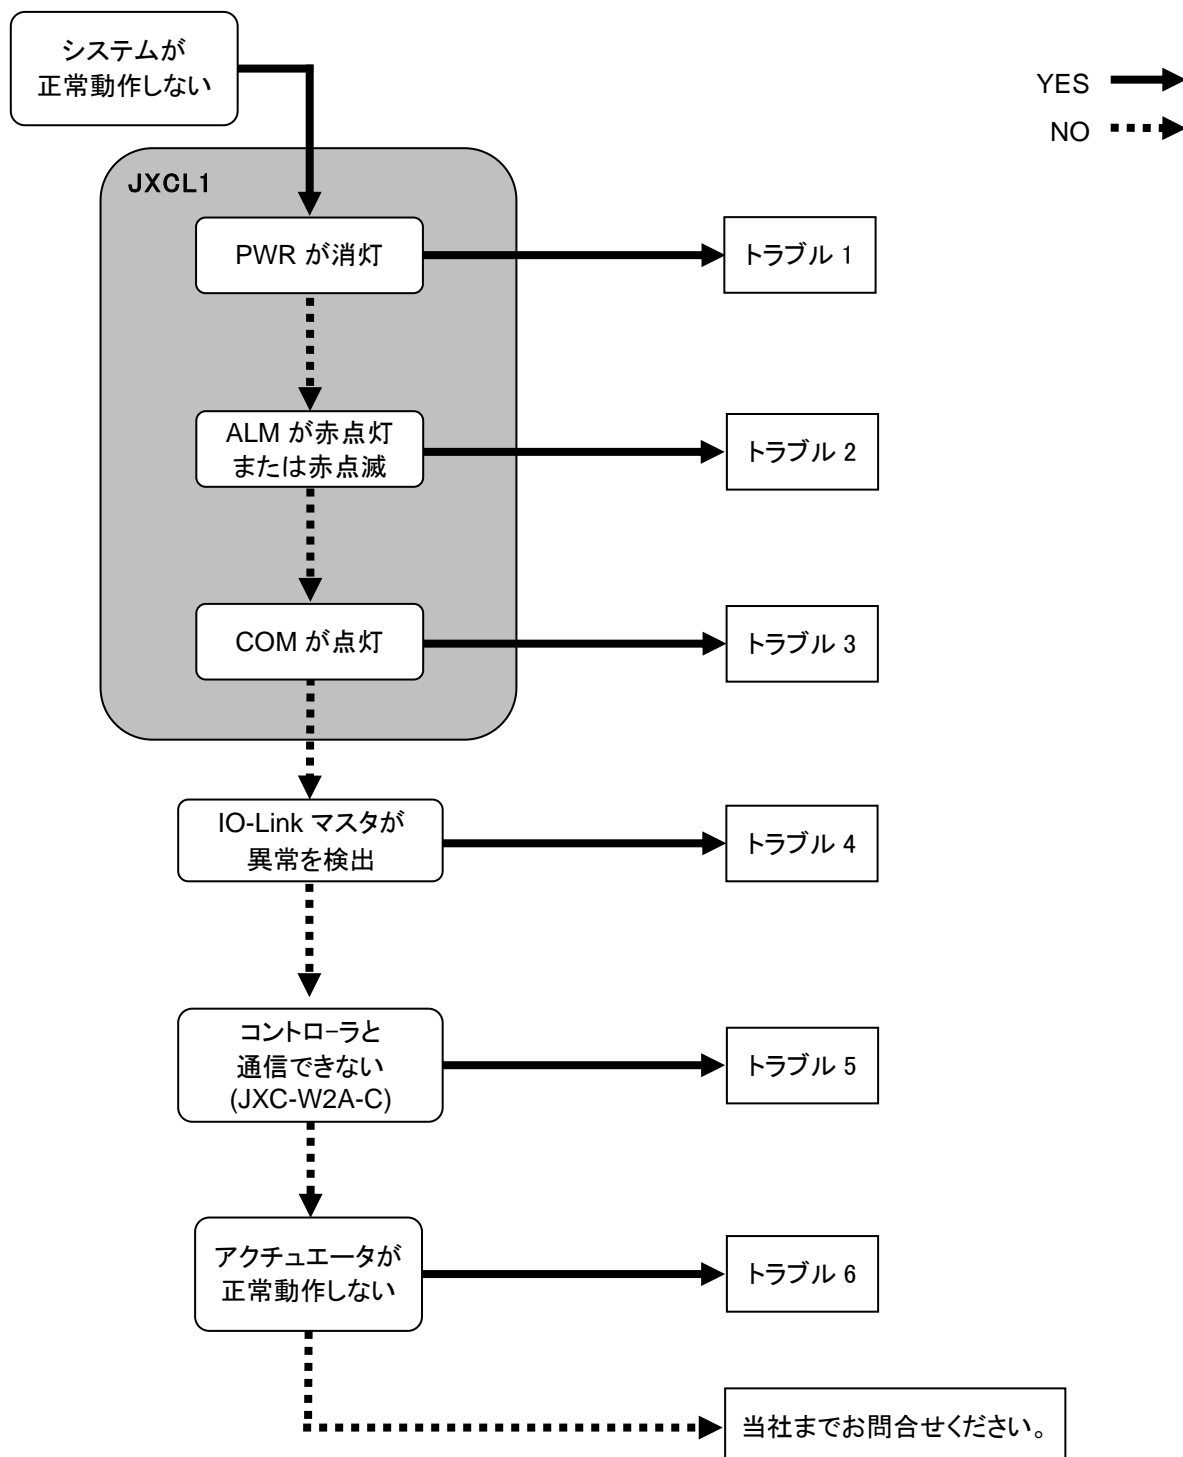 システムが
正常動作しない
YES
NO
JXCL1
PWR が消灯
トラブル 1
ALM が赤点灯
または赤点滅
トラブル 2
COM が点灯
トラブル 3
IO-Link マスタが
異常を検出
トラブル 4
コントローラと
通信できない
(JXC-W2A-C)
トラブル 5
アクチュエータが
正常動作しない
トラブル 6
当社までお問合せください。